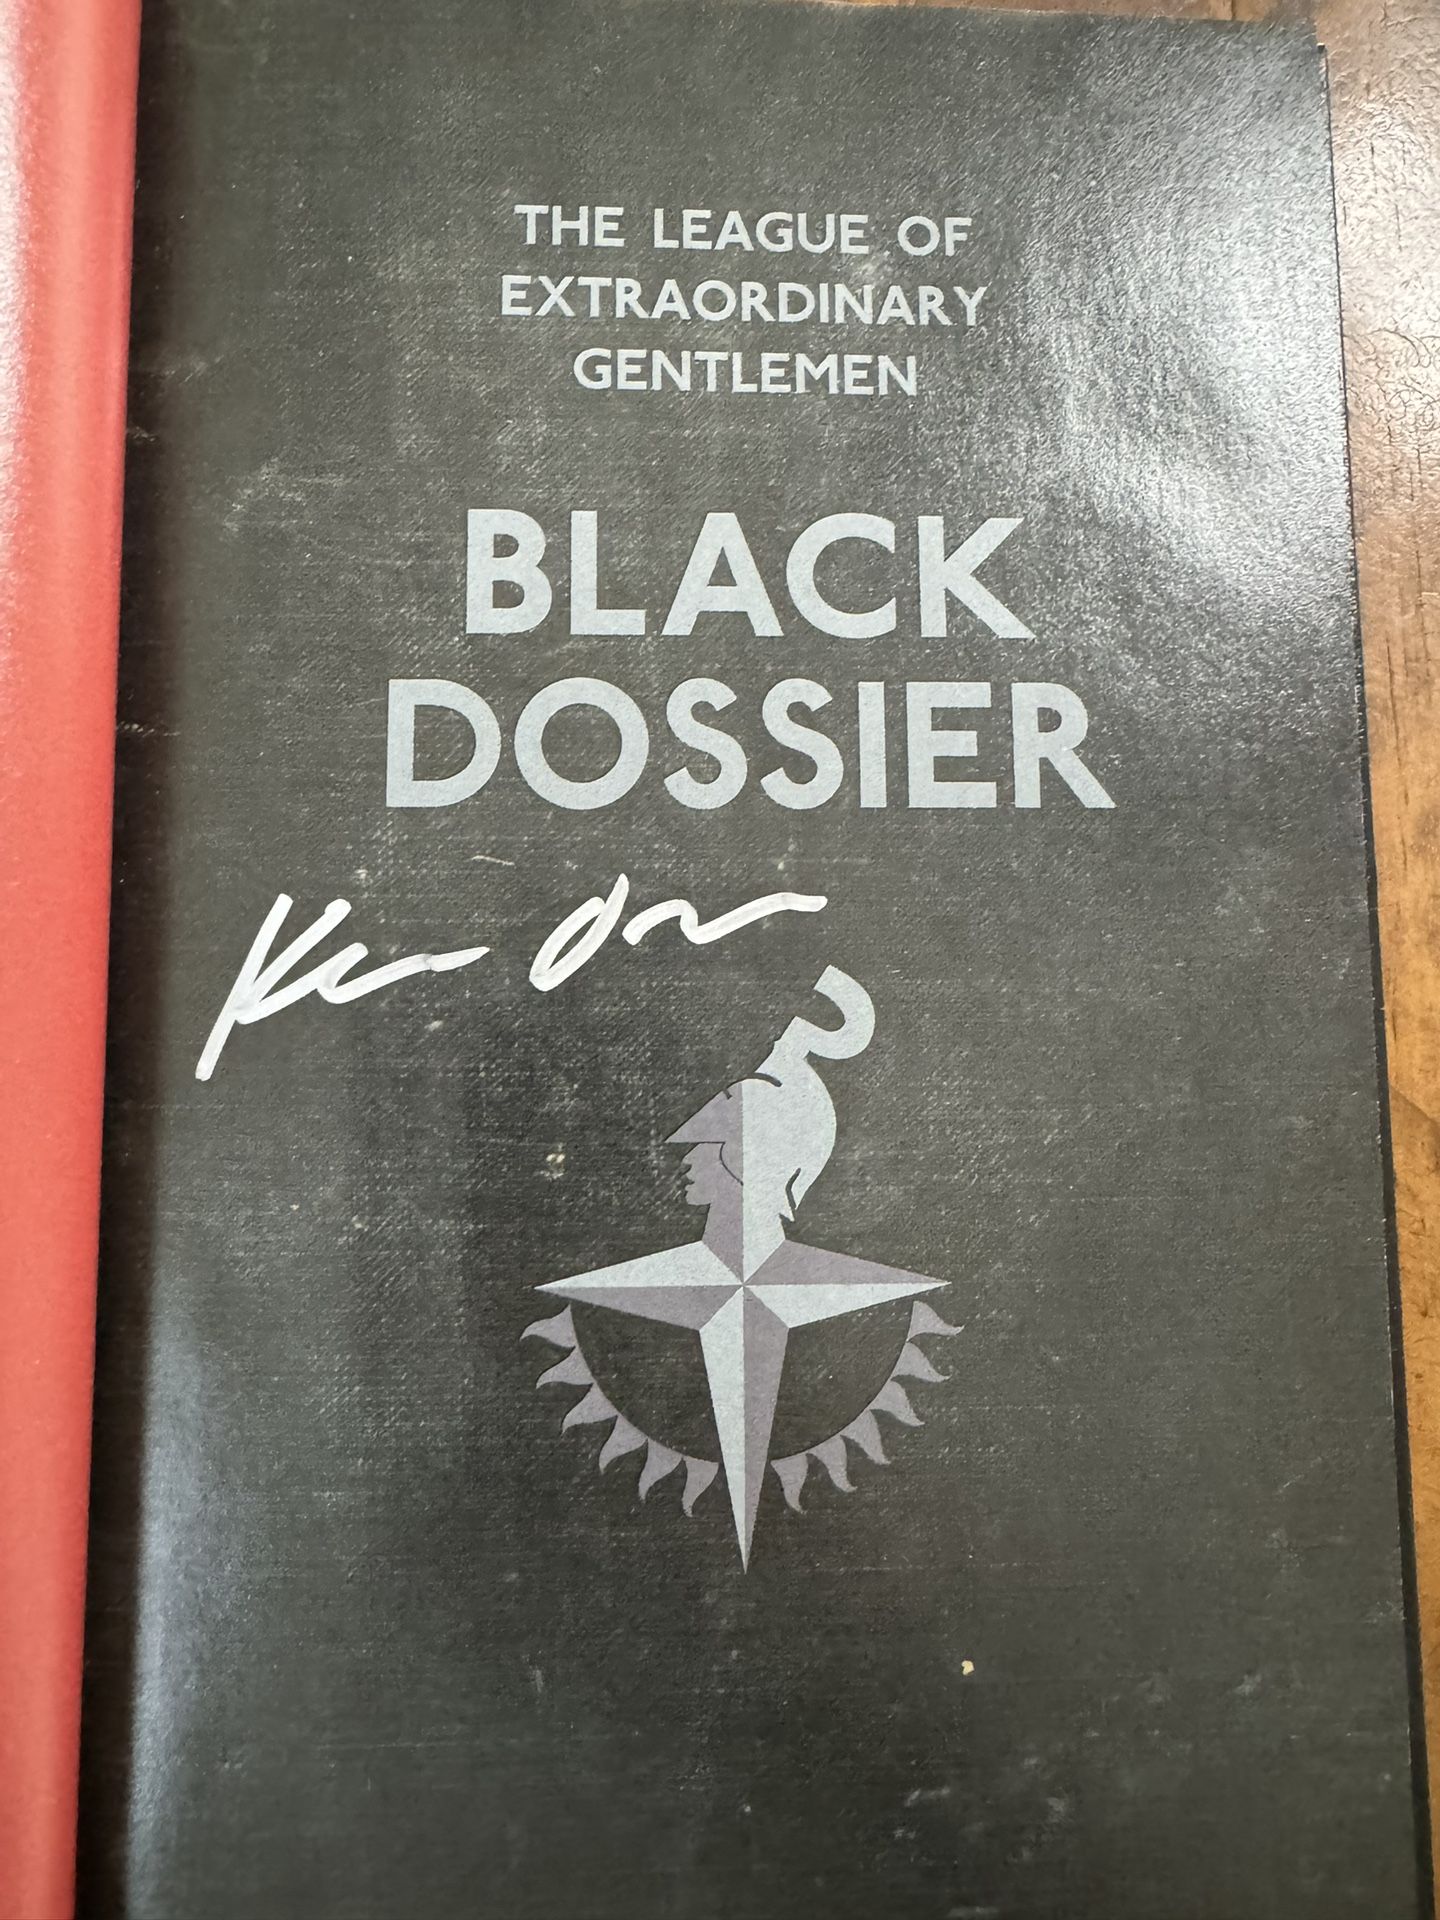 THE LEAGUE OF
EXTRAORDINARY
GENTLEMEN
BLACK
DOSSIER